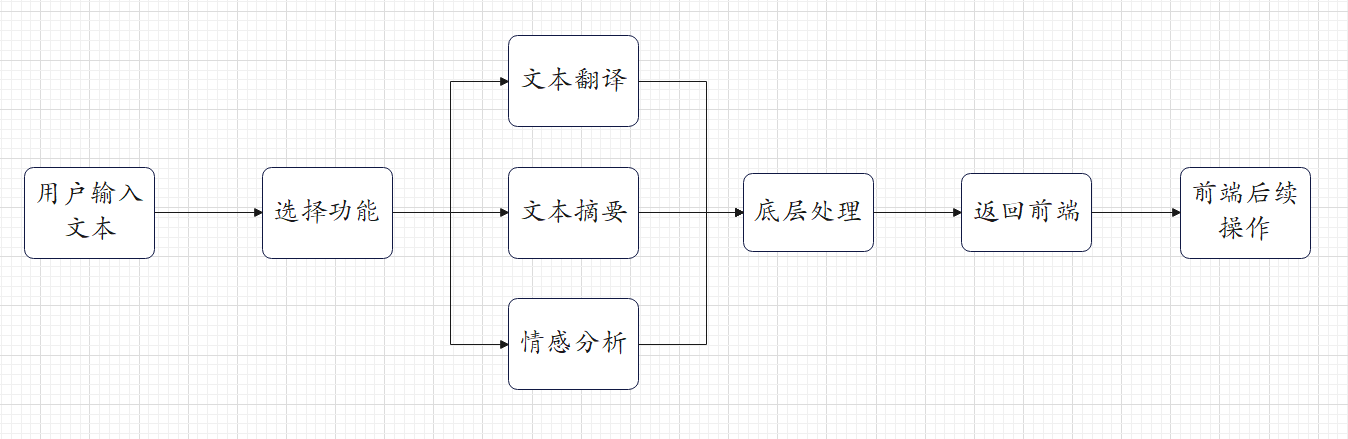 用户输入
文本
选择功能
文本翻译
文本摘要
情感分析
底层处理
返回前端
前端后续
操作